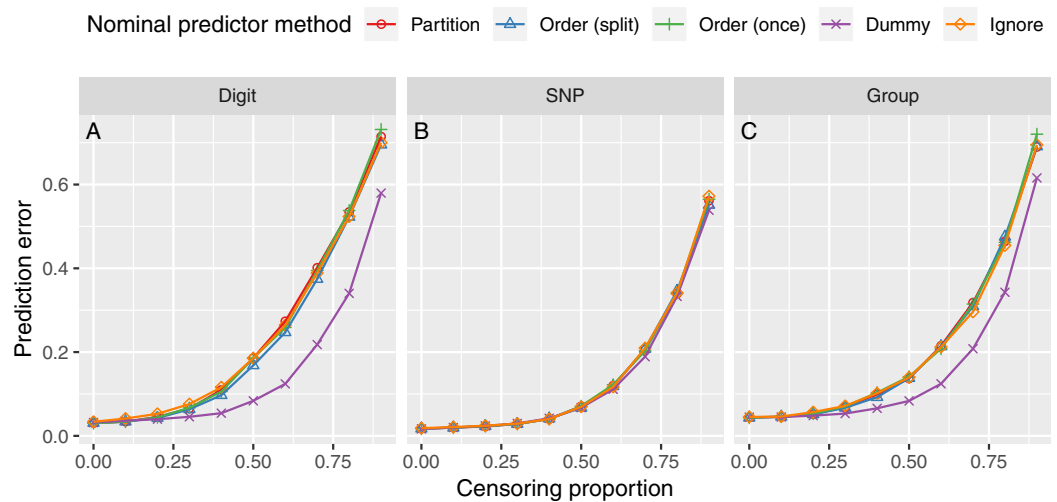 Nominal predictor method Partition Order (split) Order (once) Dummy Ignore
Digit SNP Group
A B C
0.6
0.4
0.2
0.0
Prediction error
0.00 0.25 0.50 0.75 0.00 0.25 0.50 0.75 0.00 0.25 0.50 0.75
Censoring proportion